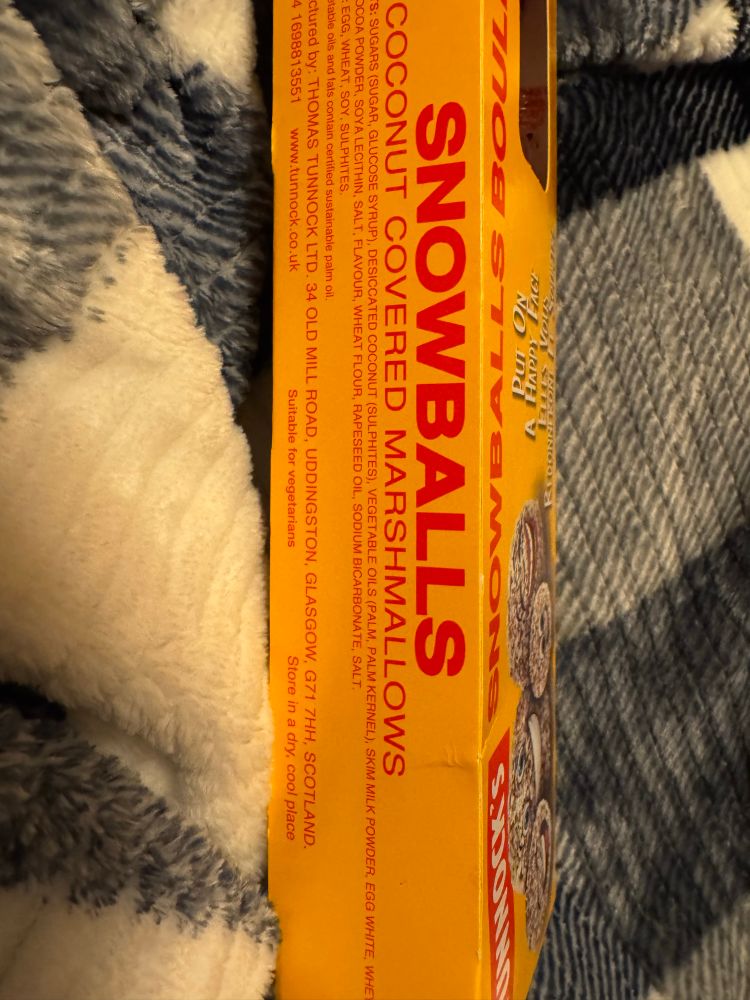 SNOWBALLS
COCONUT COVERED MARSHMALLOWS
SUGARS (SUGAR, GLUCOSE SYRUP), DESICCATED COCONUT (SULPHITES), VEGETABLE OILS (PALM, PALM KERNEL), SKIM MILK POWDER, EGG WHITE, WHEY
COCOA POWDER, SOYA LECITHIN, SALT, FLAVOUR, WHEAT FLOUR, RAPESEED OIL, SODIUM BICARBONATE, SALT.
EGG, WHEAT, SOY, SULPHITES.
table oils and fats contain certified sustainable palm oil.
ctured by: THOMAS TUNNOCK LTD. 34 OLD MILL ROAD, UDDINGSTON, GLASGOW, G71 7HH, SCOTLAND.
4 1698813551 www.tunnock.co.uk Suitable for vegetarians Store in a dry, cool place
PUT ON
A HAPPY FACE
SNOWBALLS BOUL
TUNNOCK'S